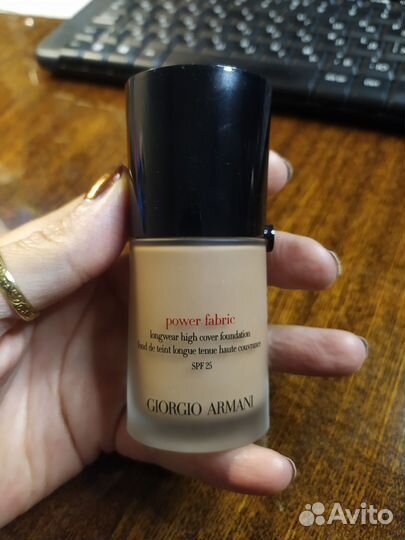 power fabric
longwear high cover foundation
fond de teint longue tenue haute couvrance
SPF 25
GIORGIO ARMANI
Avito